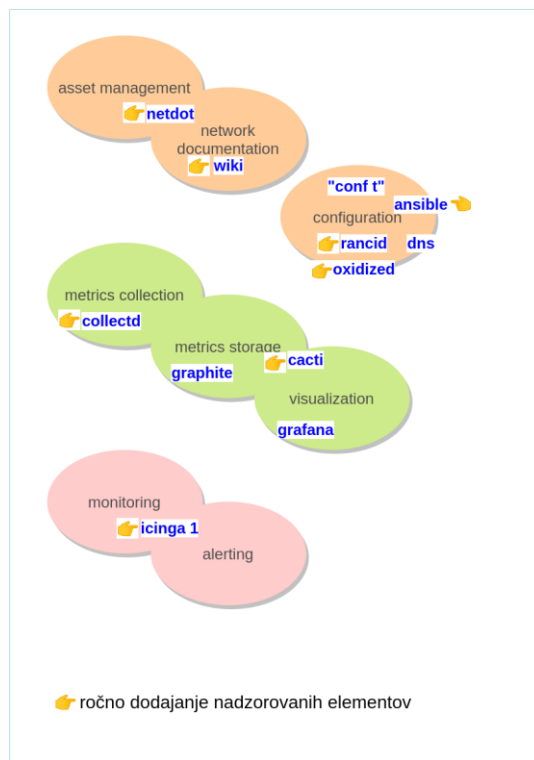 asset management
netdot
network
documentation
wiki
"conf t"
ansible
configuration
rancid dns
oxidized
metrics collection
collectd
metrics storage
cacti
graphite
visualization
grafana
monitoring
icinga 1
alerting
ročno dodajanje nadzorovanih elementov